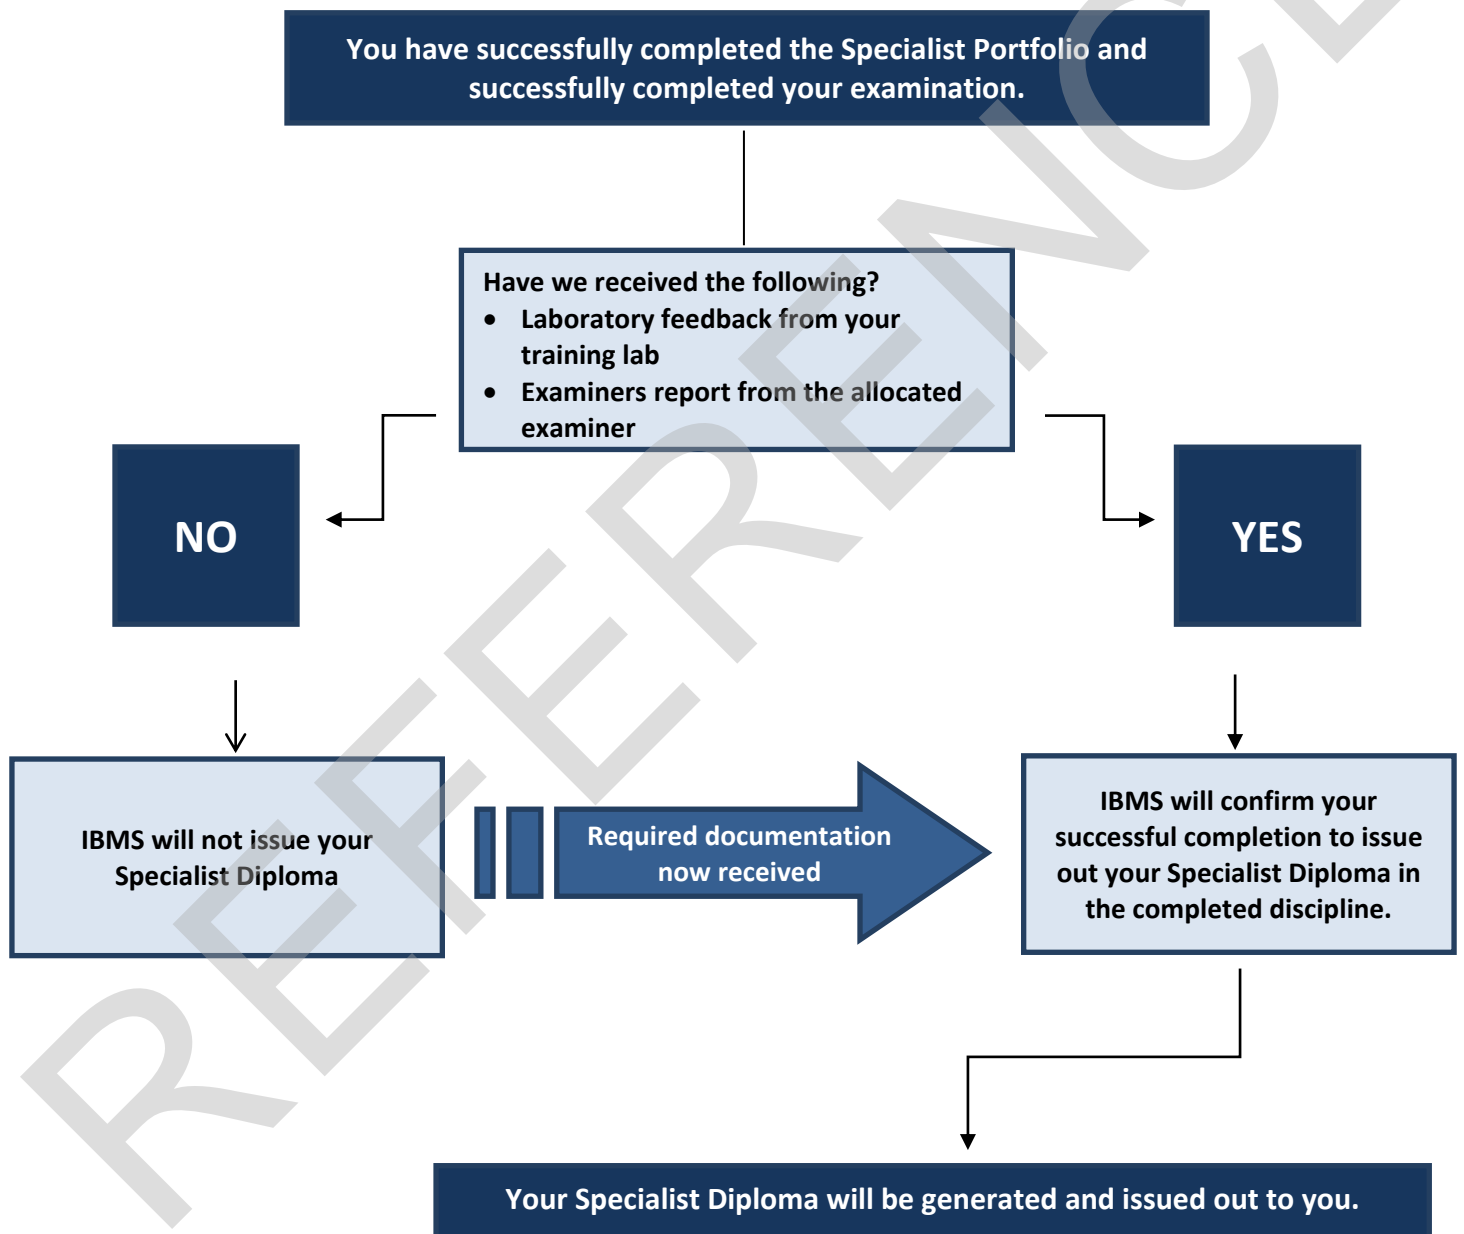 You have successfully completed the Specialist Portfolio and
successfully completed your examination.
Have we received the following?
• Laboratory feedback from your
training lab
• Examiners report from the allocated
examiner
NO
YES
IBMS will not issue your
Specialist Diploma
Required documentation
now received
IBMS will confirm your
successful completion to issue
out your Specialist Diploma in
the completed discipline.
Your Specialist Diploma will be generated and issued out to you.
REFERENCE